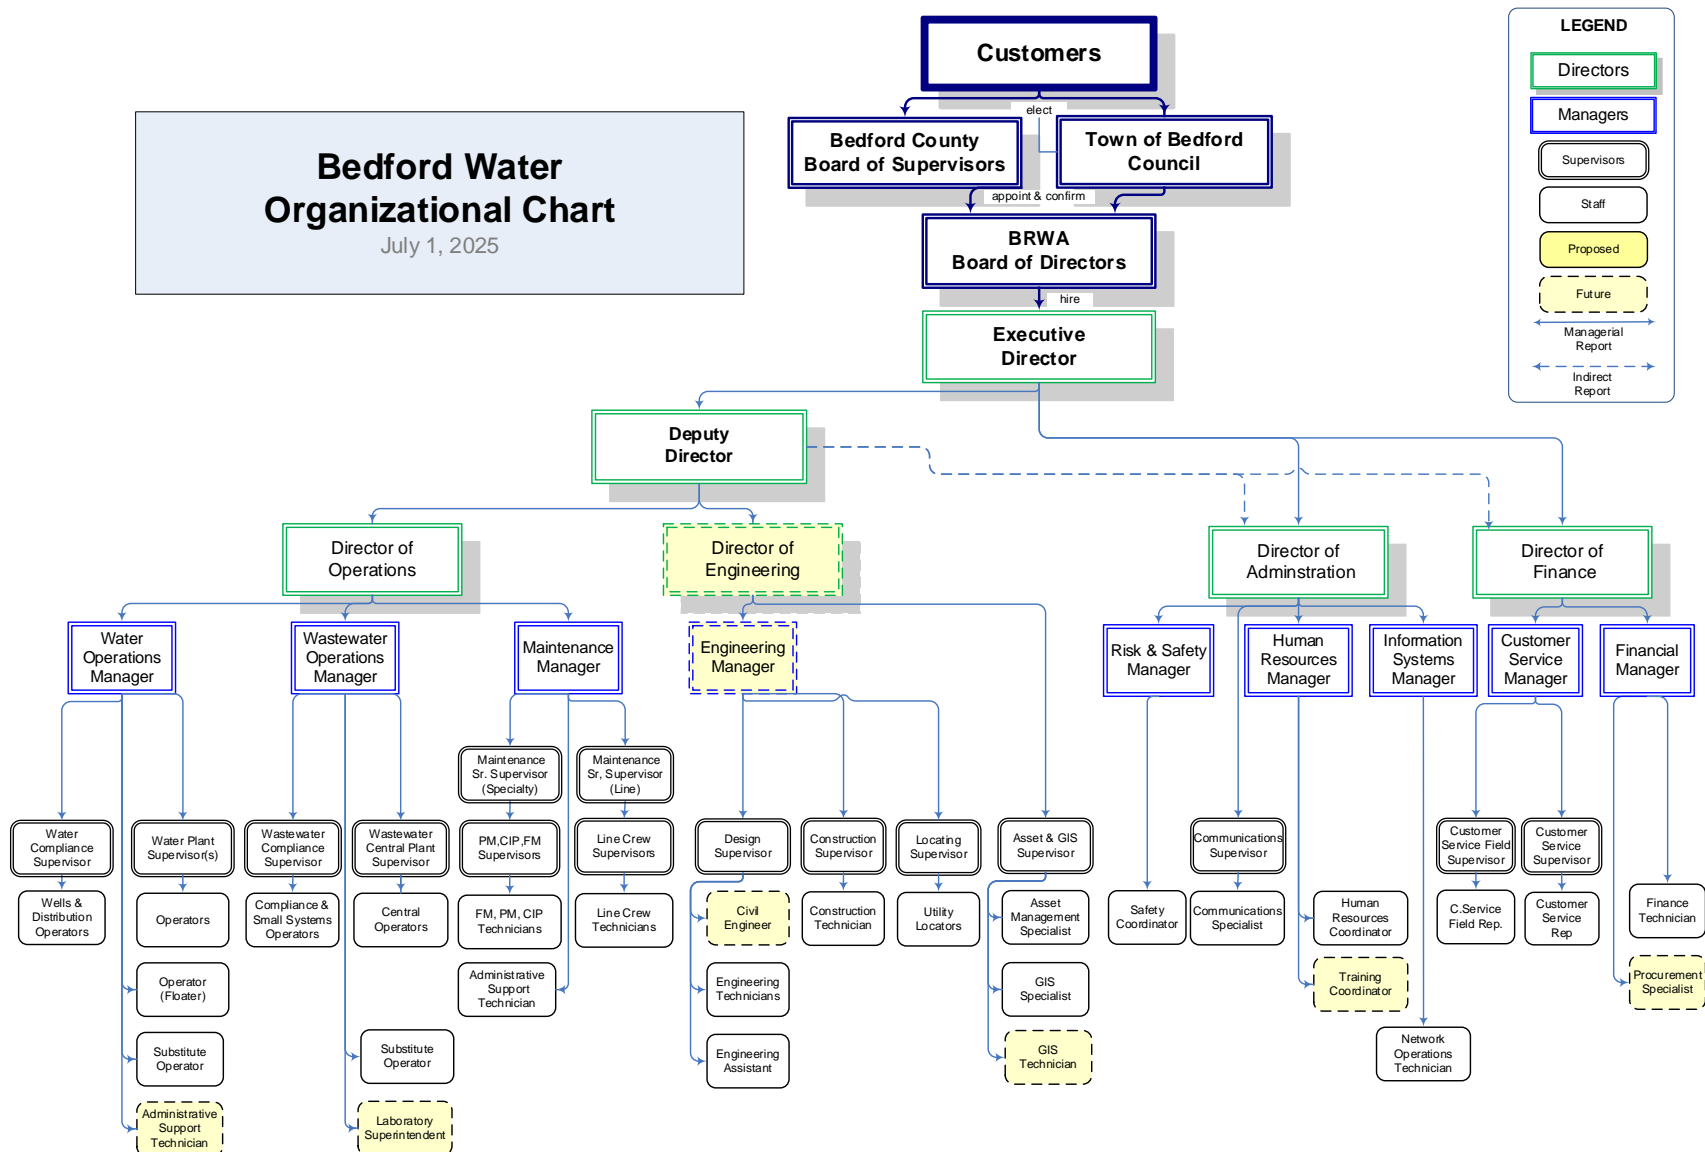 Customers
LEGEND
Directors
Managers
Supervisors
Staff
Proposed
Future
Managerial
Report
Indirect
Report
elect
Bedford County
Board of Supervisors
Town of Bedford
Council
Bedford Water
Organizational Chart
July 1, 2025
appoint & confirm
BRWA
Board of Directors
hire
Executive
Director
Deputy
Director
Director of
Operations
Director of
Engineering
Director of
Adminstration
Director of
Finance
Water
Operations
Manager
Wastewater
Operations
Manager
Maintenance
Manager
Engineering
Manager
Risk & Safety
Manager
Human
Resources
Manager
Information
Systems
Manager
Customer
Service
Manager
Financial
Manager
Maintenance
Sr. Supervisor
(Specialty)
Maintenance
Sr, Supervisor
(Line)
Water
Compliance
Supervisor
Water Plant
Supervisor(s)
Wastewater
Compliance
Supervisor
Wastewater
Central Plant
Supervisor
PM,CIP,FM
Supervisors
Line Crew
Supervisors
Design
Supervisor
Construction
Supervisor
Locating
Supervisor
Asset & GIS
Supervisor
Communications
Supervisor
Customer
Service Field
Supervisor
Customer
Service
Supervisor
Wells &
Distribution
Operators
Operators
Compliance &
Small Systems
Operators
Central
Operators
FM, PM, CIP
Technicians
Line Crew
Technicians
Civil
Engineer
Construction
Technician
Utility
Locators
Asset
Management
Specialist
Safety
Coordinator
Communications
Specialist
Human
Resources
Coordinator
C.Service
Field Rep.
Customer
Service
Rep
Finance
Technician
Operator
(Floater)
Administrative
Support
Technician
Engineering
Technicians
GIS
Specialist
Training
Coordinator
Procurement
Specialist
Substitute
Operator
Substitute
Operator
Engineering
Assistant
GIS
Technician
Network
Operations
Technician
Administrative
Support
Technician
Laboratory
Superintendent